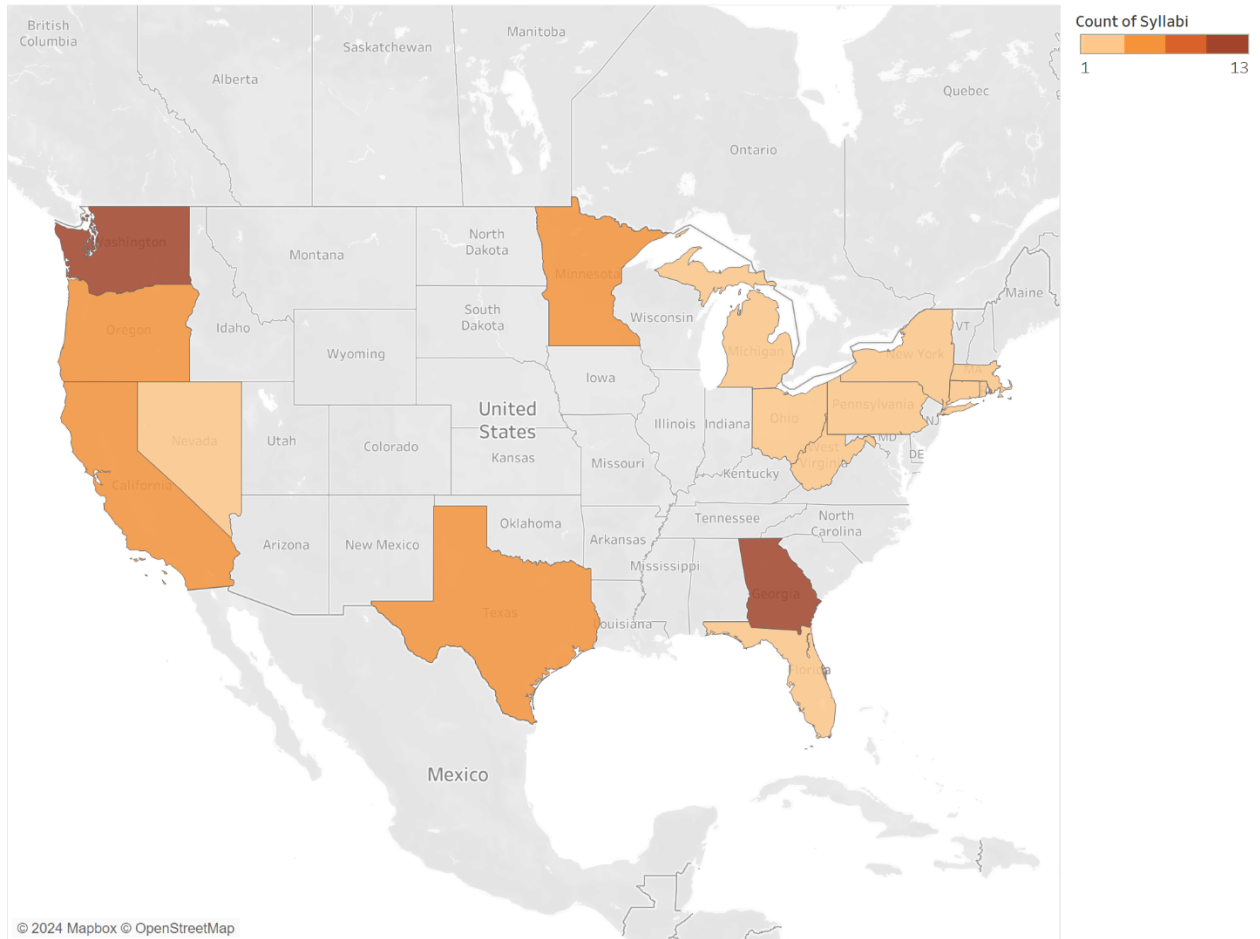 Count of Syllabi
1 13
British
Columbia
Alberta
Saskatchewan
Manitoba
Ontario
Quebec
Washington
Montana
North
Dakota
Minnesota
Maine
VT
Oregon
Idaho
South
Dakota
Wisconsin
Michigan
New York
MA
Wyoming
Iowa
Nevada
Utah
Colorado
United
States
Kansas
Illinois
Indiana
Ohio
Pennsylvania
NJ
MD
DE
West
Virginia
California
Missouri
Kentucky
Arizona
New Mexico
Oklahoma
Arkansas
Tennessee
North
Carolina
Mississippi
Georgia
Texas
Louisiana
Florida
Mexico
© 2024 Mapbox © OpenStreetMap